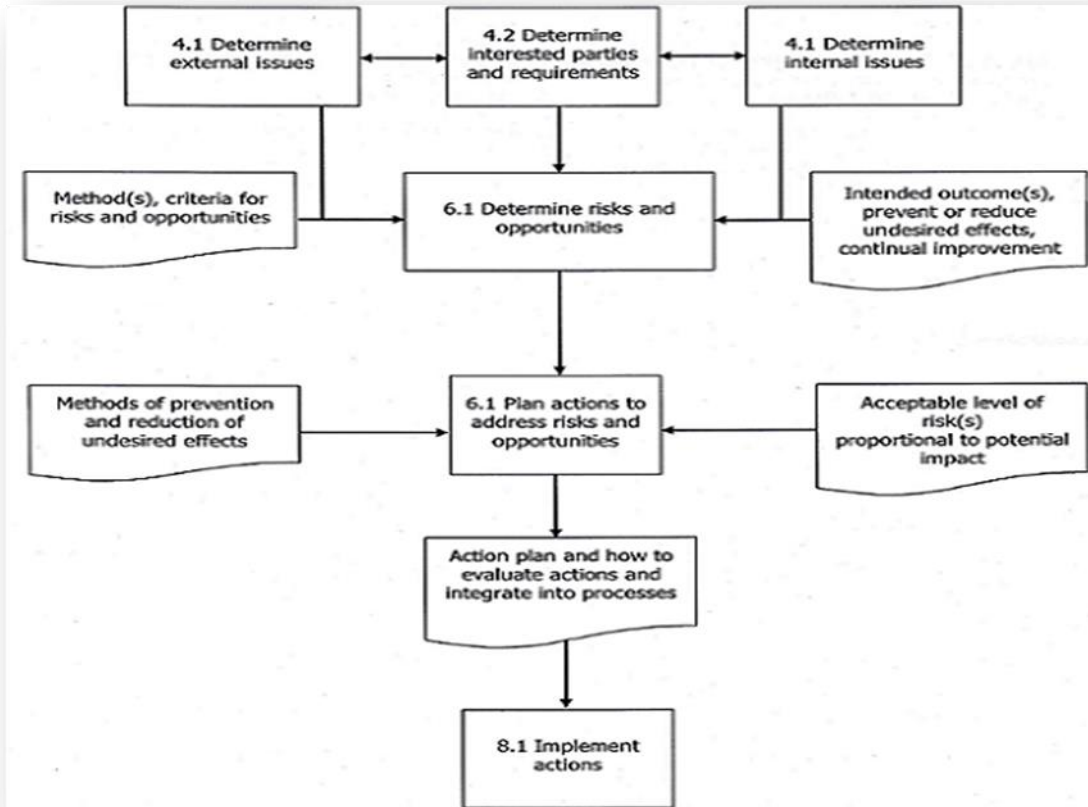 4.1 Determine
external issues
4.2 Determine
interested parties
and requirements
4.1 Determine
internal issues
Method(s), criteria for
risks and opportunities
6.1 Determine risks and
opportunities
Intended outcome(s),
prevent or reduce
undesired effects,
continual improvement
Methods of prevention
and reduction of
undesired effects
6.1 Plan actions to
address risks and
opportunities
Acceptable level of
risk(s)
proportional to potential
impact
Action plan and how to
evaluate actions and
integrate into processes
8.1 Implement
actions